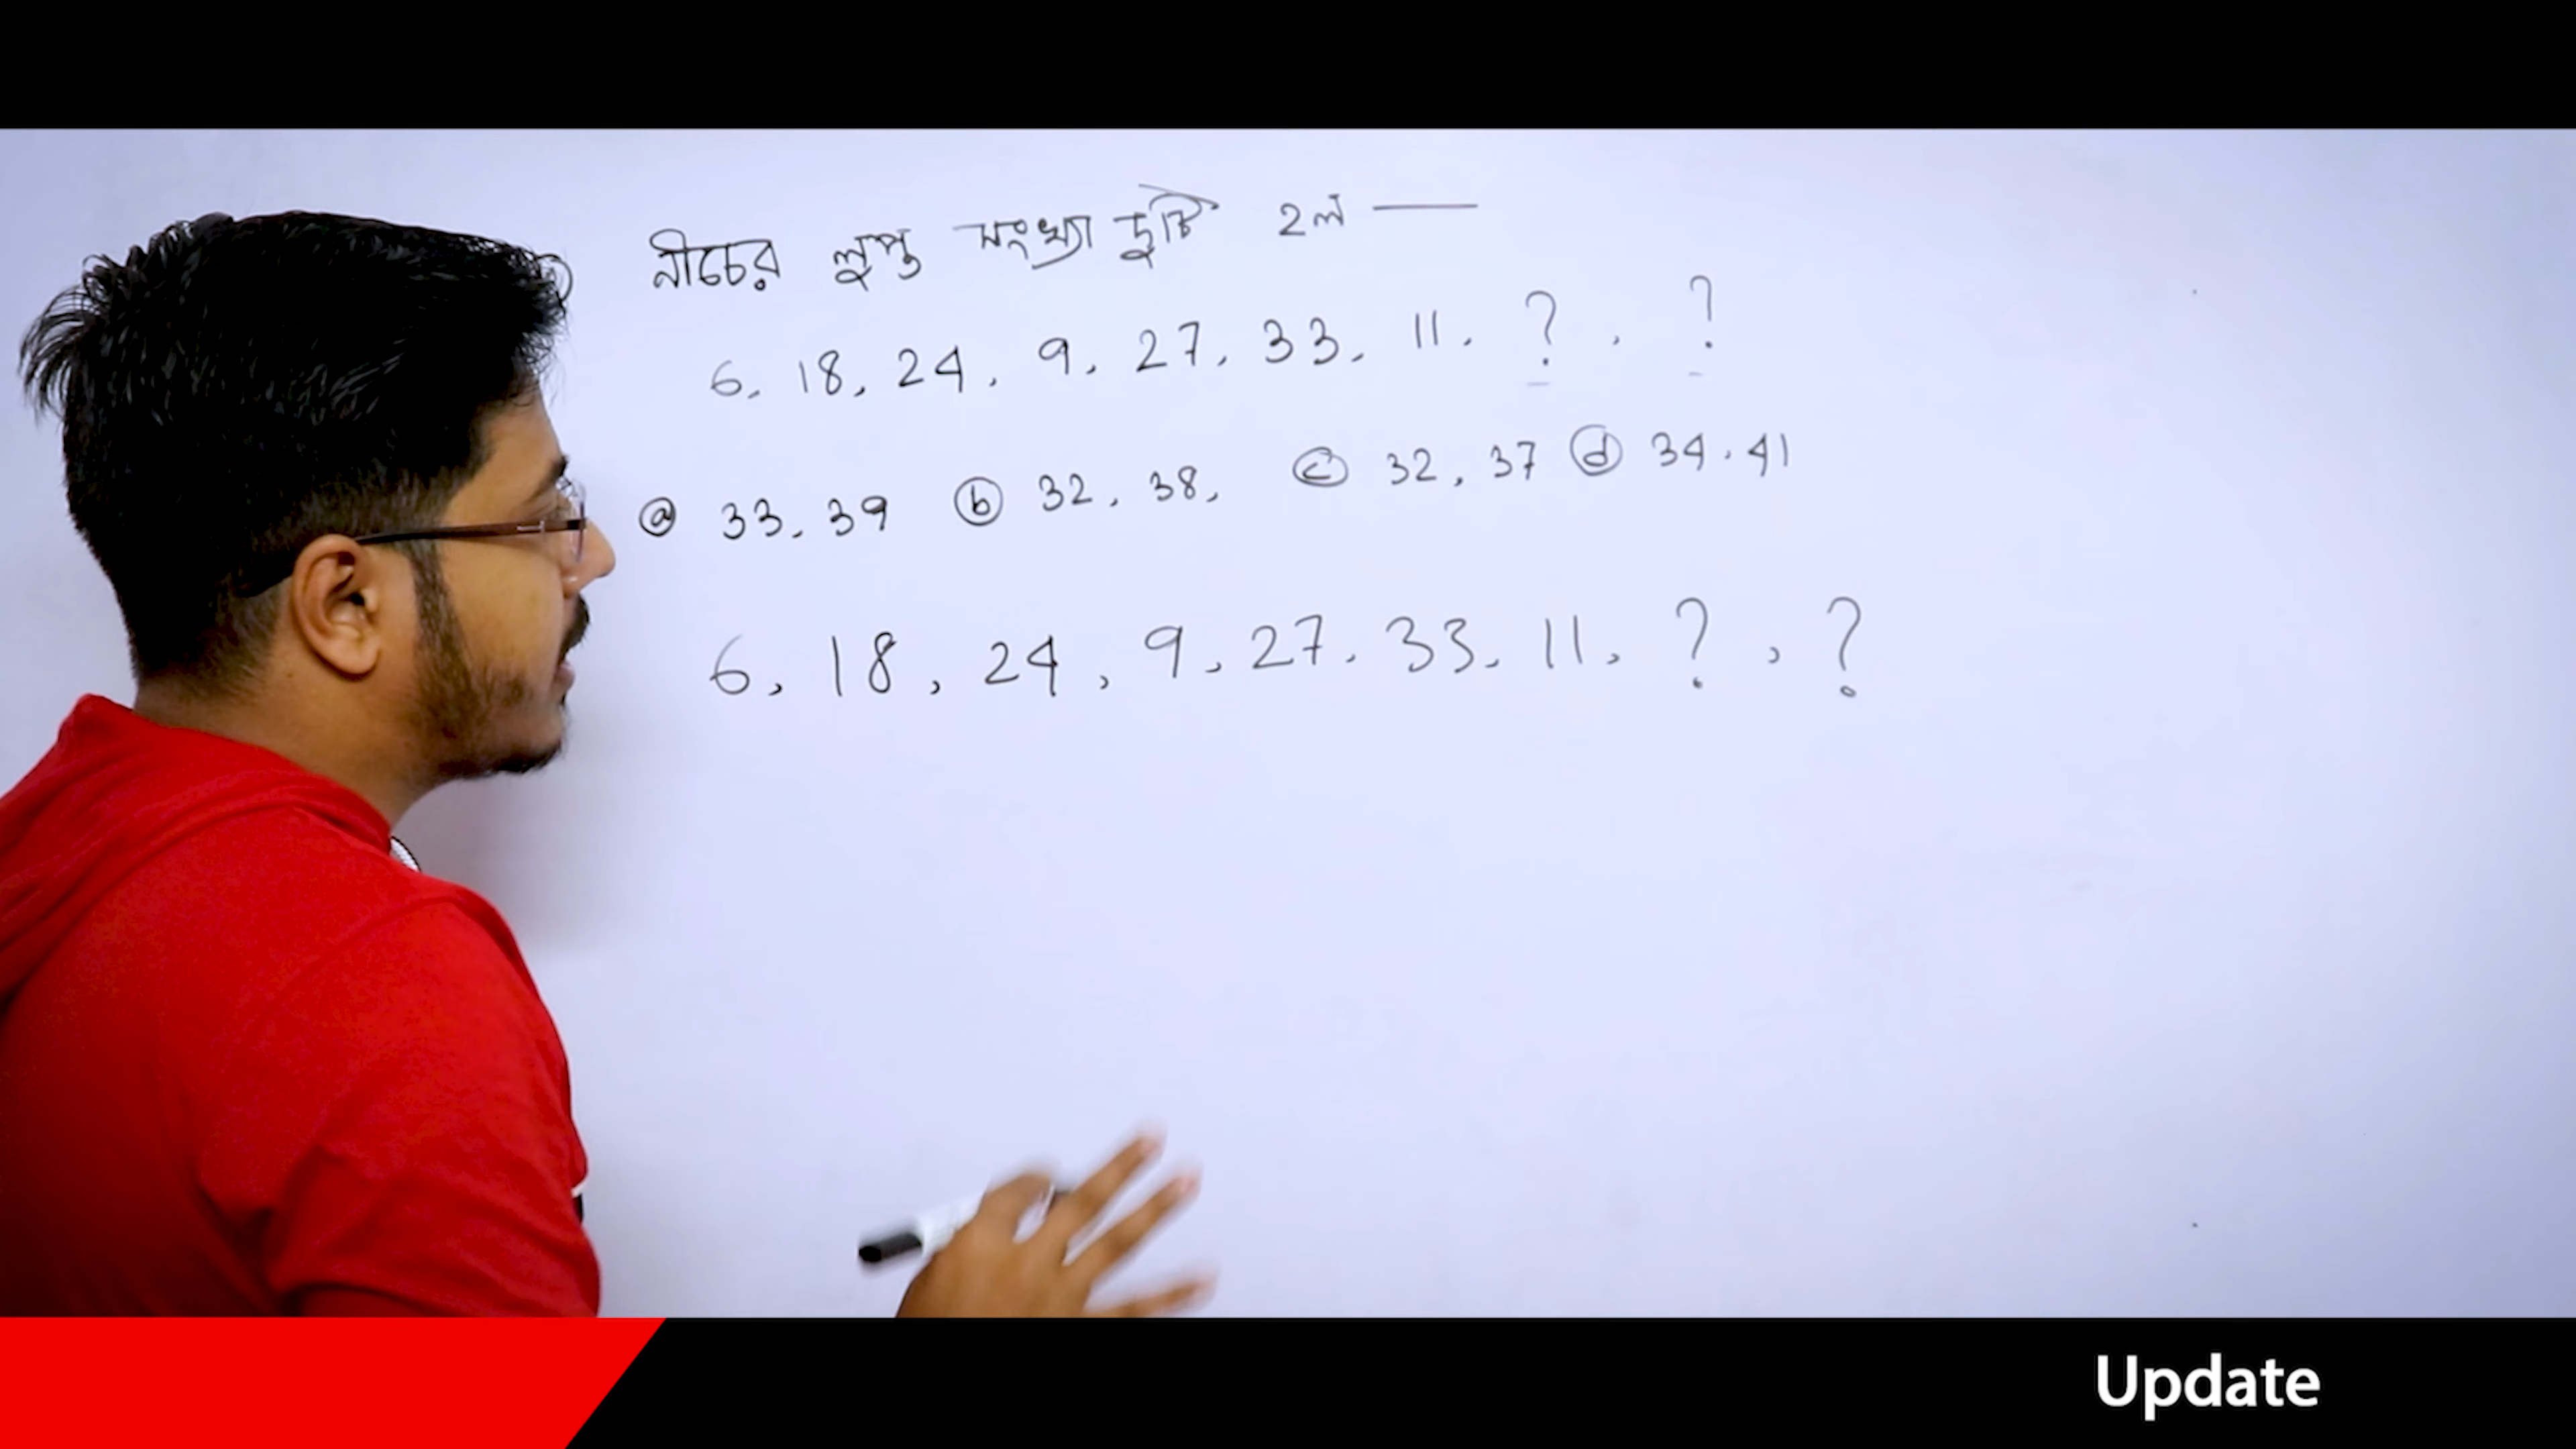 নীচের লুপ্ত সংখ্যা দুটি হল —
6, 18, 24, 9, 27, 33, 11, ?, ?
ⓐ 33, 39 ⓑ 32, 38, ⓒ 32, 37 ⓓ 34, 41
6, 18, 24, 9, 27, 33, 11, ?, ?
Update